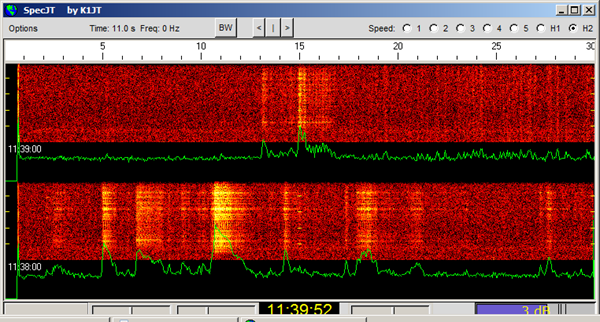 SpecJT by K1JT
Options Time: 11.0 s Freq: 0 Hz BW < | > Speed: 1 2 3 4 5 H1 H2
5 10 15 20 25 30
11:39:00
11:38:00
11:39:52 3 dB